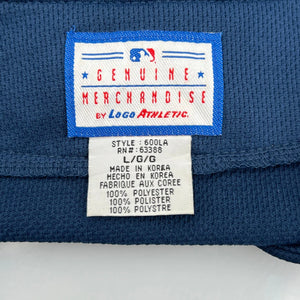 GENUINE
MERCHANDISE
BY LOGO ATHLETIC.
STYLE : 600LA
RN# : 63388
L/G/G
MADE IN KOREA
HECHO EN KOREA
FABRIQUE AUX COREE
100% POLYESTER
100% POLIESTER
100% POLYSTRE